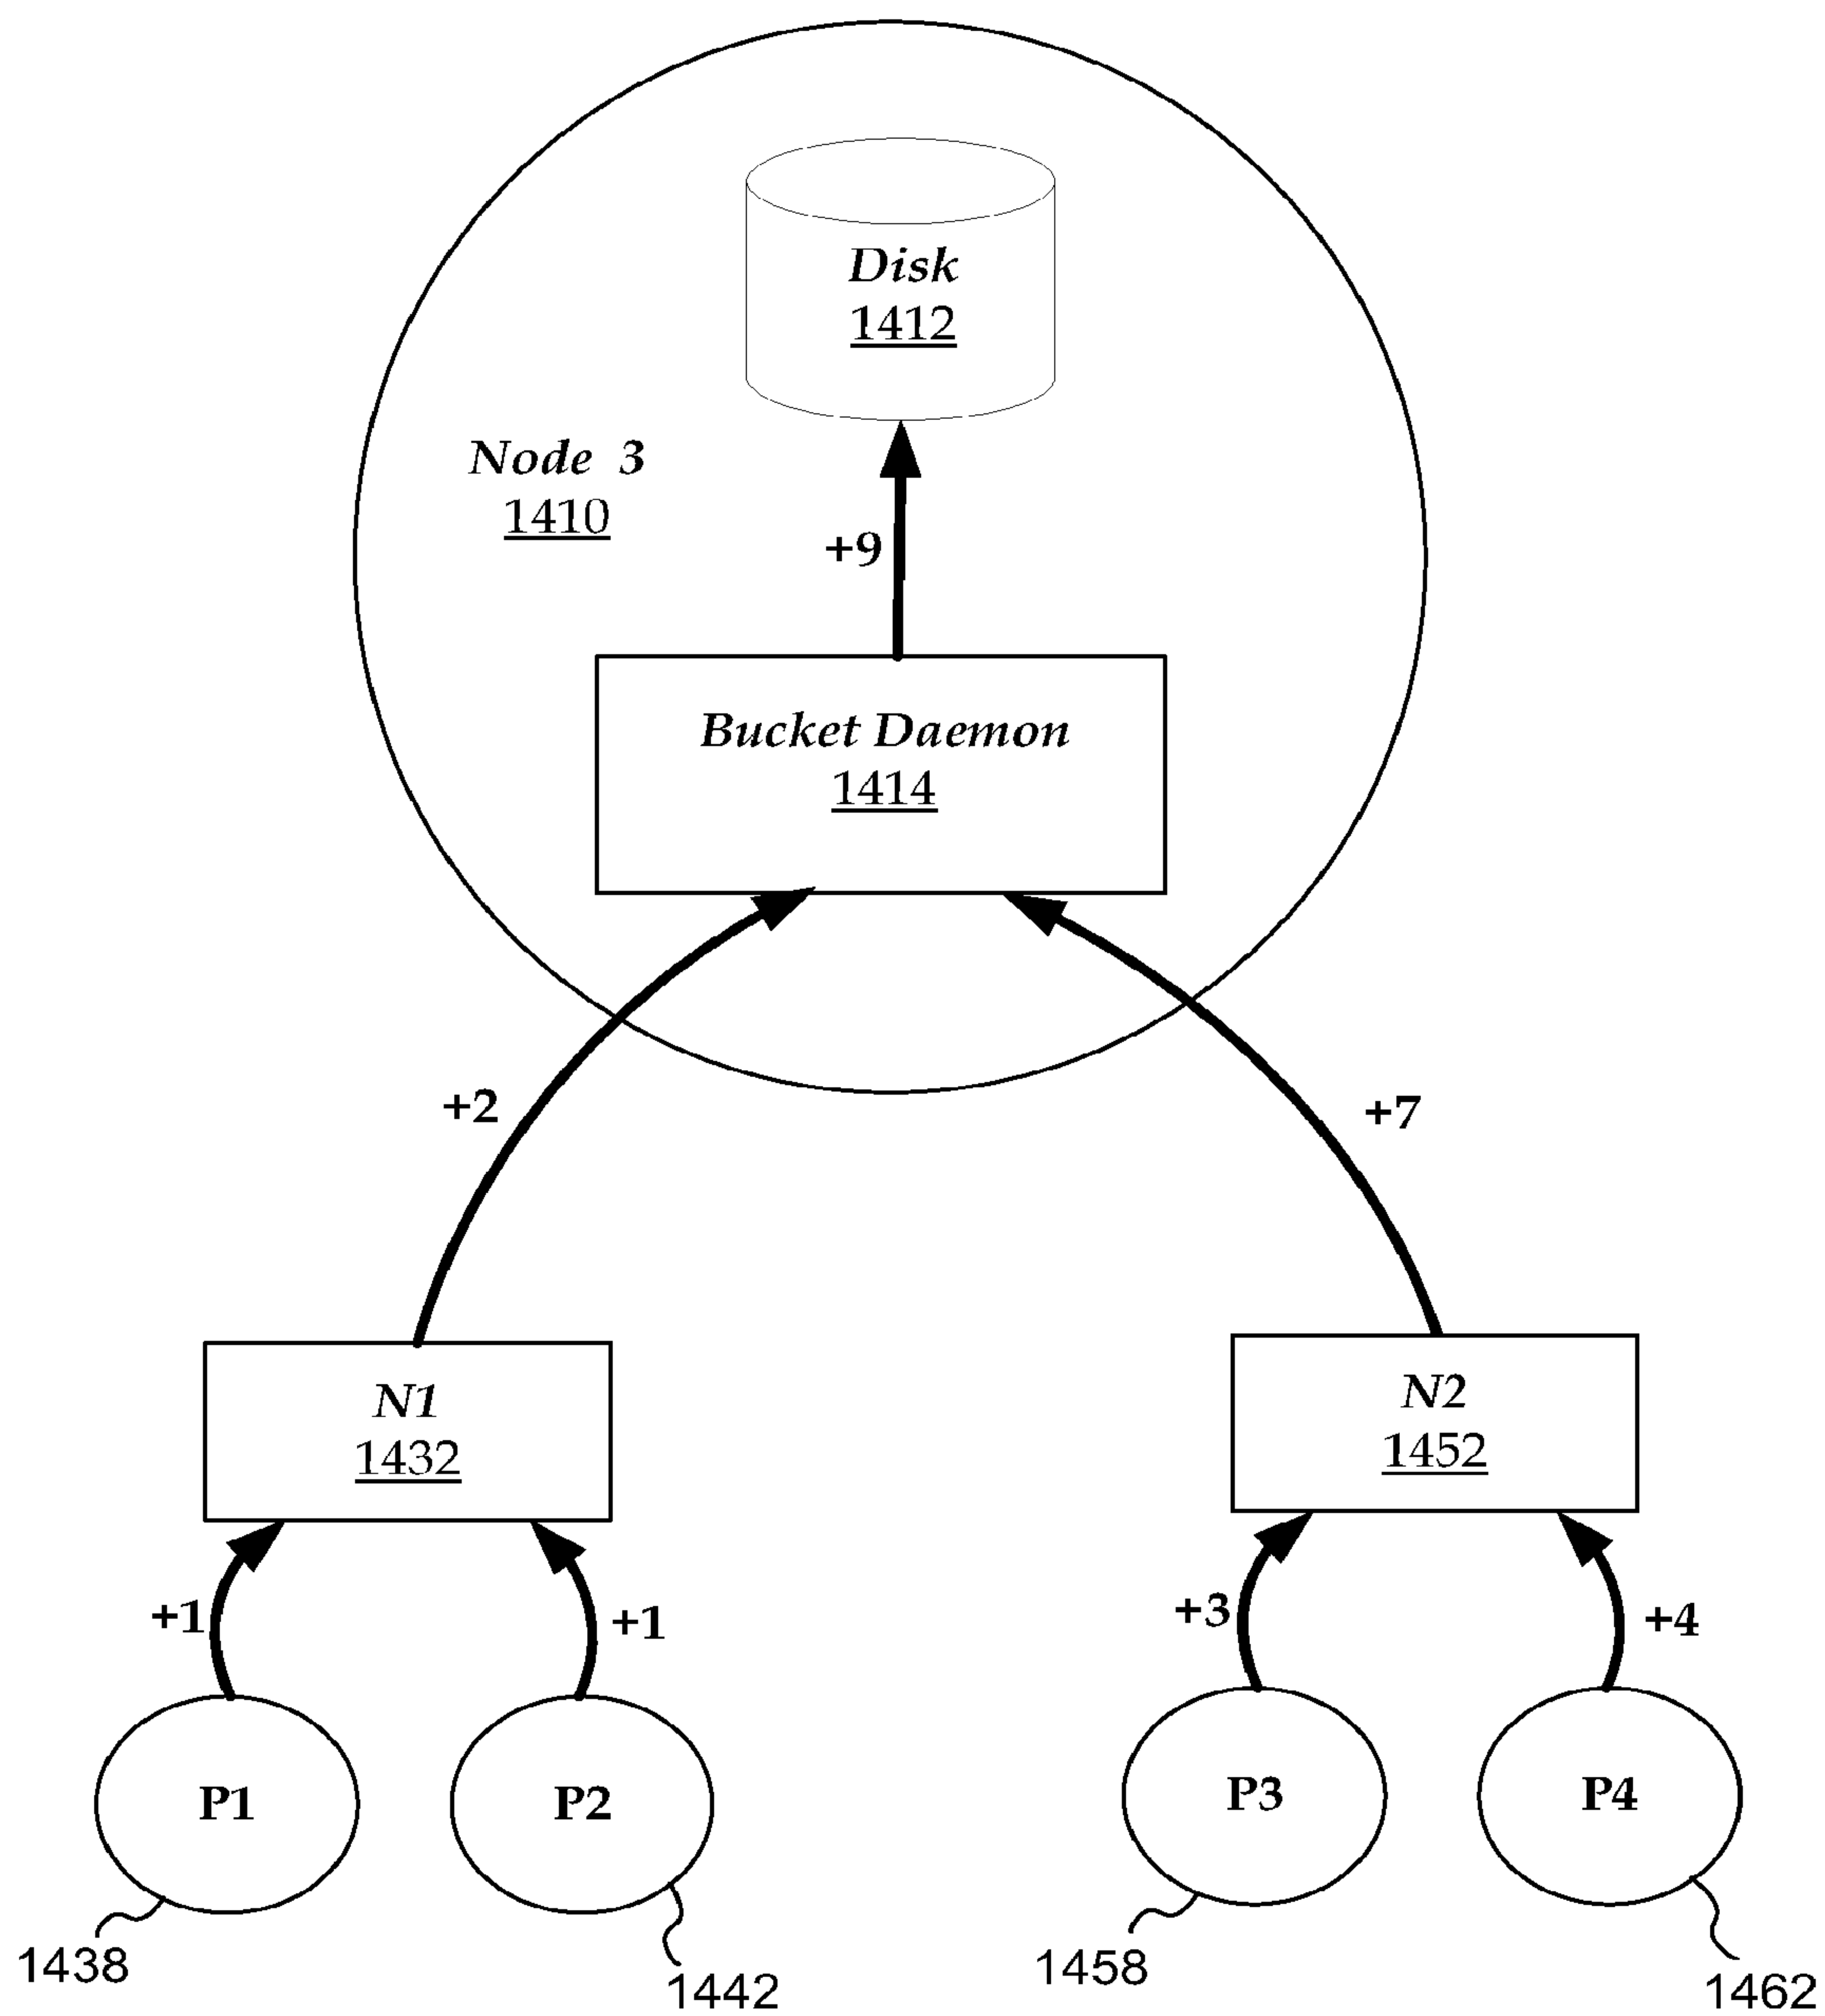 Disk
1412
Node 3
1410
+9
Bucket Daemon
1414
+2
+7
N1
1432
N2
1452
+1
+1
+3
+4
P1
P2
P3
P4
1438
1442
1458
1462